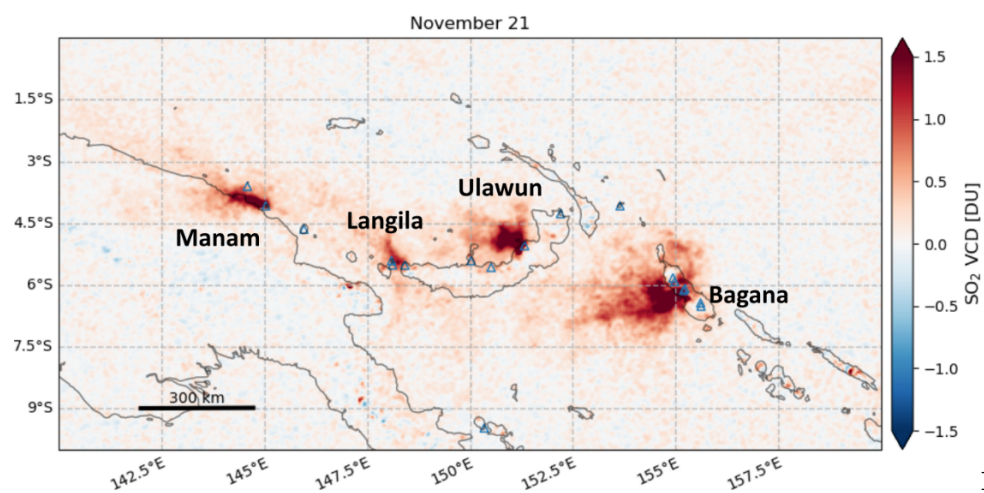 November 21
1.5°S
3°S
4.5°S
6°S
7.5°S
9°S
Manam
Langila
Ulawun
Bagana
300 km
142.5°E
145°E
147.5°E
150°E
152.5°E
155°E
157.5°E
1.5
1.0
0.5
0.0
−0.5
−1.0
−1.5
SO₂ VCD [DU]